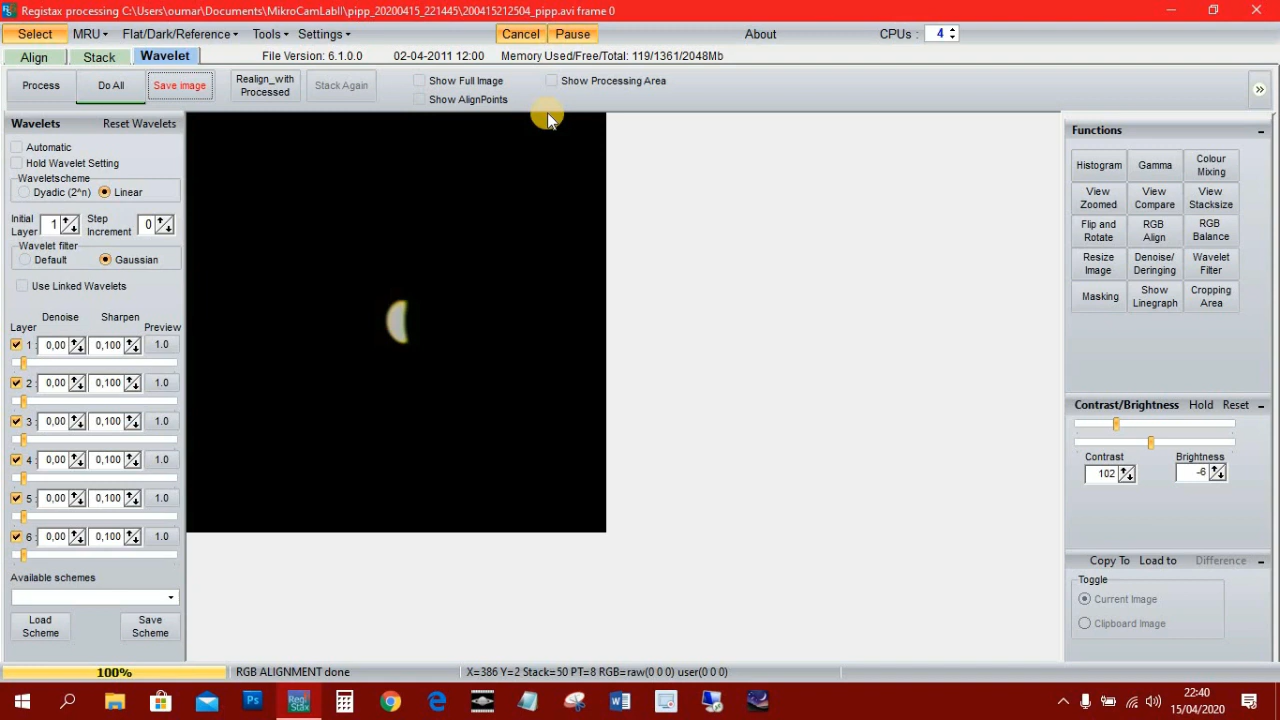 Registax processing C:\Users\oumar\Documents\MikroCamLabII\pipp_20200415_221445\200415212504_pipp.avi frame 0
Select MRU Flat/Dark/Reference Tools Settings Cancel Pause About CPUs : 4
Align Stack Wavelet File Version: 6.1.0.0 02-04-2011 12:00 Memory Used/Free/Total: 119/1361/2048Mb
Process Do All Save image Realign_with Processed Stack Again
Show Full Image Show Processing Area
Show AlignPoints
Wavelets Reset Wavelets
Automatic
Hold Wavelet Setting
Waveletscheme
Dyadic (2^n) Linear
Initial Layer 1 Step Increment 0
Wavelet filter
Default Gaussian
Use Linked Wavelets
Denoise Sharpen
Layer Preview
1 : 0,00 0,100 1.0
2 : 0,00 0,100 1.0
3 : 0,00 0,100 1.0
4 : 0,00 0,100 1.0
5 : 0,00 0,100 1.0
6 : 0,00 0,100 1.0
Available schemes
Load Scheme Save Scheme
Functions
Histogram Gamma Colour Mixing
View Zoomed View Compare View Stacksize
Flip and Rotate RGB Align RGB Balance
Resize Image Denoise/ Deringing Wavelet Filter
Masking Show Linegraph Cropping Area
Contrast/Brightness Hold Reset
Contrast Brightness
102 -6
Copy To Load to Difference
Toggle
Current Image
Clipboard Image
100% RGB ALIGNMENT done X=386 Y=2 Stack=50 PT=8 RGB=raw(0 0 0) user(0 0 0)
22:40
15/04/2020